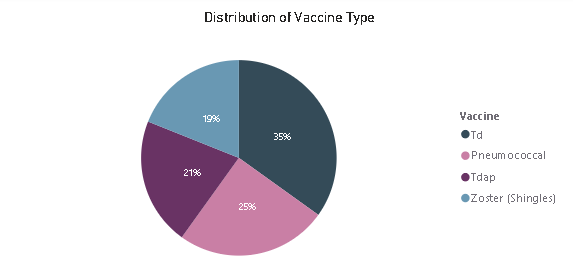 Distribution of Vaccine Type
19%
35%
21%
25%
Vaccine
Td
Pneumococcal
Tdap
Zoster (Shingles)